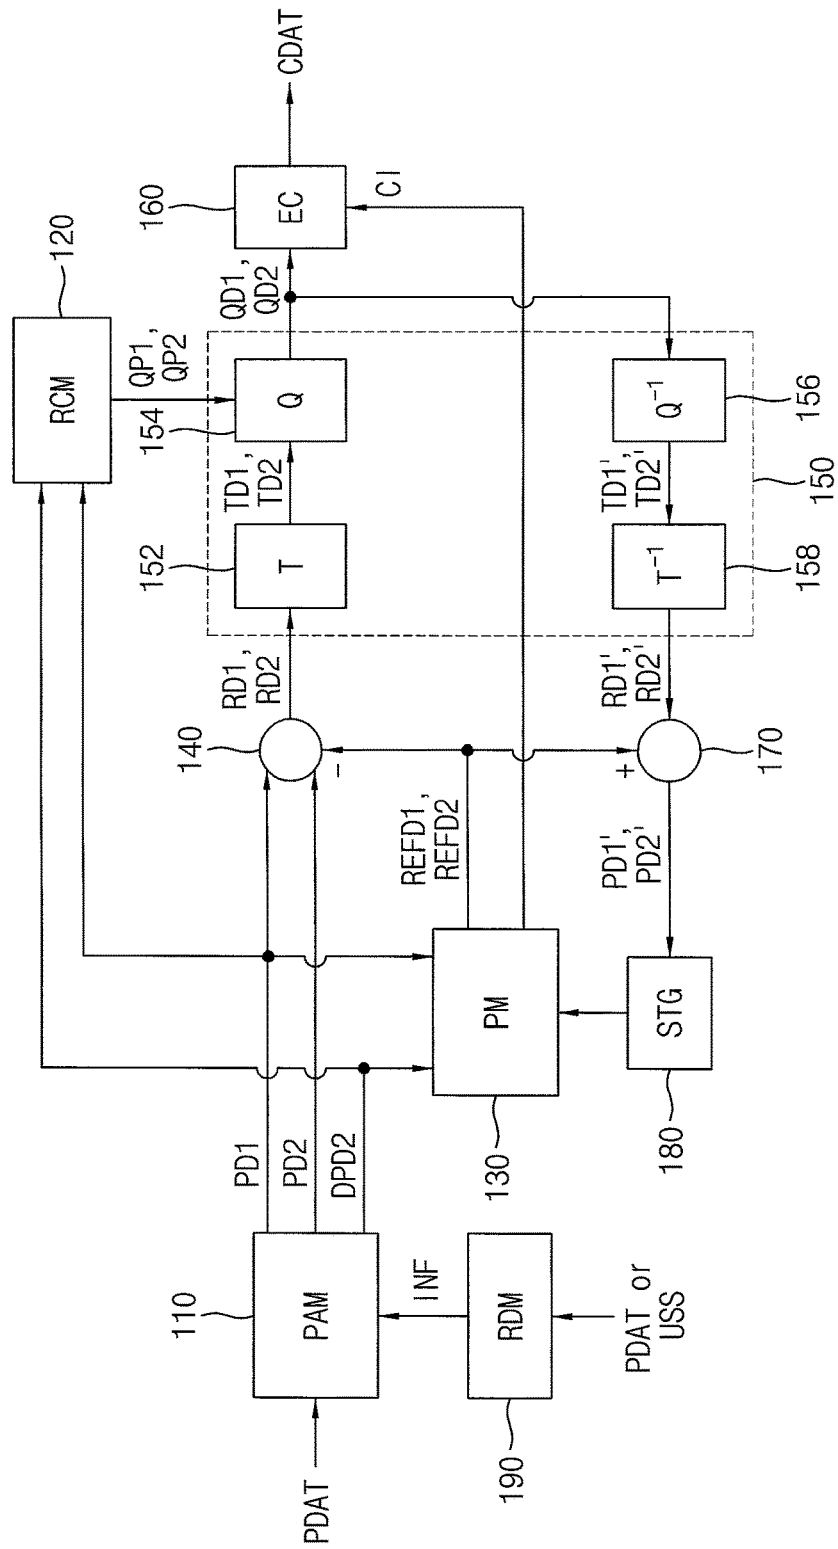 120
RCM
QP1,
QP2
160
EC
CDAT
CI
QD1,
QD2
154
Q
TD1,
TD2
152
T
RD1,
RD2
140
-
Q⁻¹
156
TD1',
TD2'
150
T⁻¹
158
RD1',
RD2'
+
170
REFD1,
REFD2
PD1',
PD2'
PM
130
STG
180
PD1
PD2
DPD2
110
PAM
PDAT
INF
RDM
190
PDAT or
USS